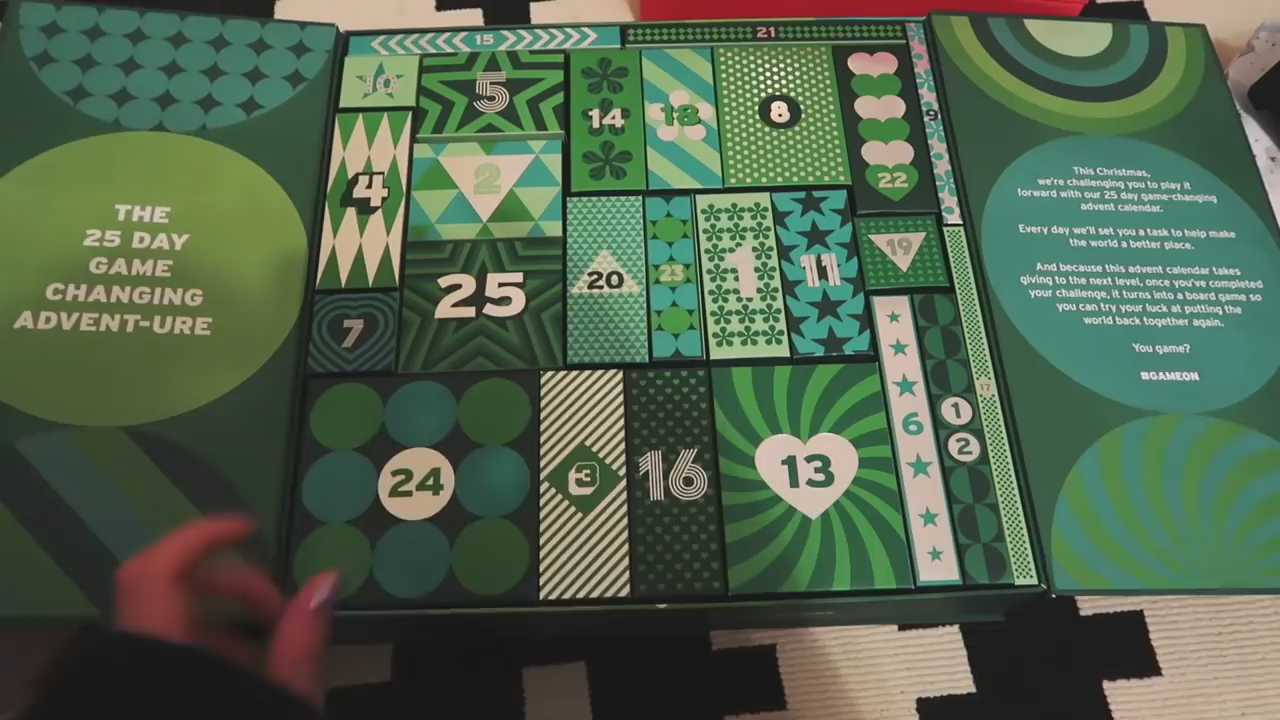 THE
25 DAY
GAME
CHANGING
ADVENT-URE
15
21
10
5
14
18
8
22
9
4
2
7
25
20
23
1
11
19
24
3
16
13
6
1
2
17
This Christmas,
we're challenging you to play it
forward with our 25 day game-changing
advent calendar.
Every day we'll set you a task to help make
the world a better place.
And because this advent calendar takes
giving to the next level, once you've completed
your challenge, it turns into a board game so
you can try your luck at putting the
world back together again.
You game?
#GAMEON